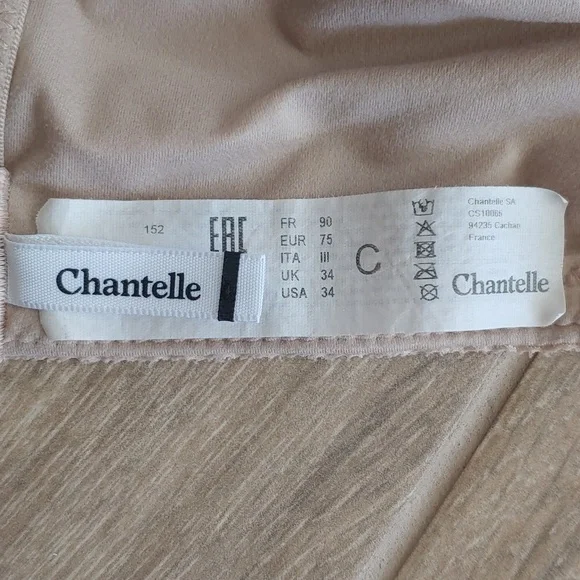 152
EAC
FR 90
EUR 75
ITA III
UK 34
USA 34
C
Chantelle SA
94235 Cachan
France
Chantelle
Chantelle